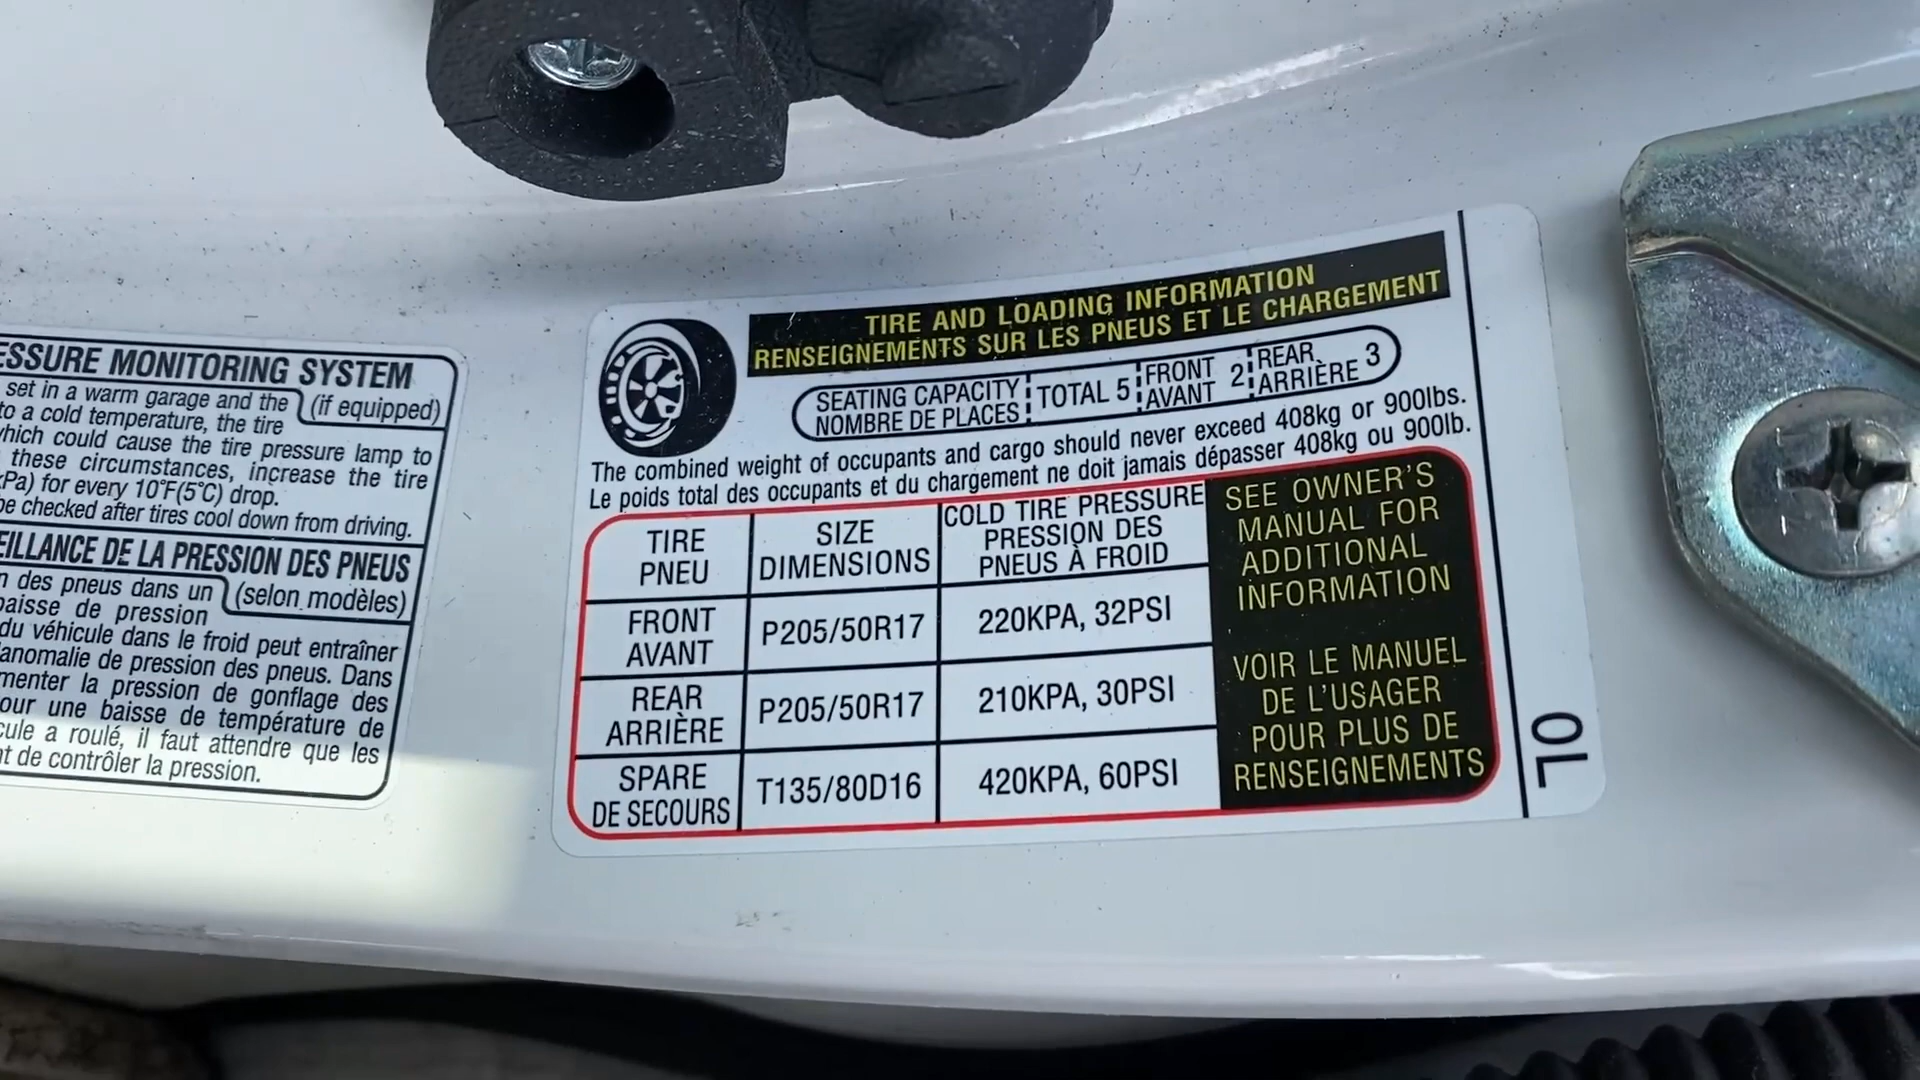 ESSURE MONITORING SYSTEM
set in a warm garage and the (if equipped)
to a cold temperature, the tire
which could cause the tire pressure lamp to
these circumstances, increase the tire
kPa) for every 10°F(5°C) drop.
be checked after tires cool down from driving.
EILLANCE DE LA PRESSION DES PNEUS
n des pneus dans un (selon modèles)
baisse de pression
du véhicule dans le froid peut entraîner
anomalie de pression des pneus. Dans
menter la pression de gonflage des
our une baisse de température de
cule a roulé, il faut attendre que les
nt de contrôler la pression.
TIRE AND LOADING INFORMATION
RENSEIGNEMENTS SUR LES PNEUS ET LE CHARGEMENT
SEATING CAPACITY TOTAL 5 FRONT 2 REAR 3
NOMBRE DE PLACES AVANT ARRIÈRE
The combined weight of occupants and cargo should never exceed 408kg or 900lbs.
Le poids total des occupants et du chargement ne doit jamais dépasser 408kg ou 900lb.
TIRE SIZE COLD TIRE PRESSURE
PNEU DIMENSIONS PRESSION DES
PNEUS À FROID
FRONT P205/50R17 220KPA, 32PSI
AVANT
REAR P205/50R17 210KPA, 30PSI
ARRIÈRE
SPARE T135/80D16 420KPA, 60PSI
DE SECOURS
SEE OWNER'S
MANUAL FOR
ADDITIONAL
INFORMATION
VOIR LE MANUEL
DE L'USAGER
POUR PLUS DE
RENSEIGNEMENTS
JO